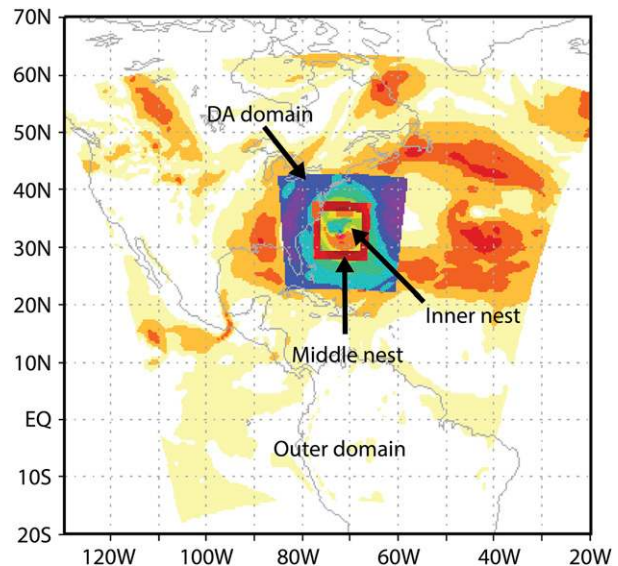 70N
60N
50N
DA domain
40N
30N
20N
Inner nest
Middle nest
10N
EQ
Outer domain
10S
20S
120W 100W 80W 60W 40W 20W